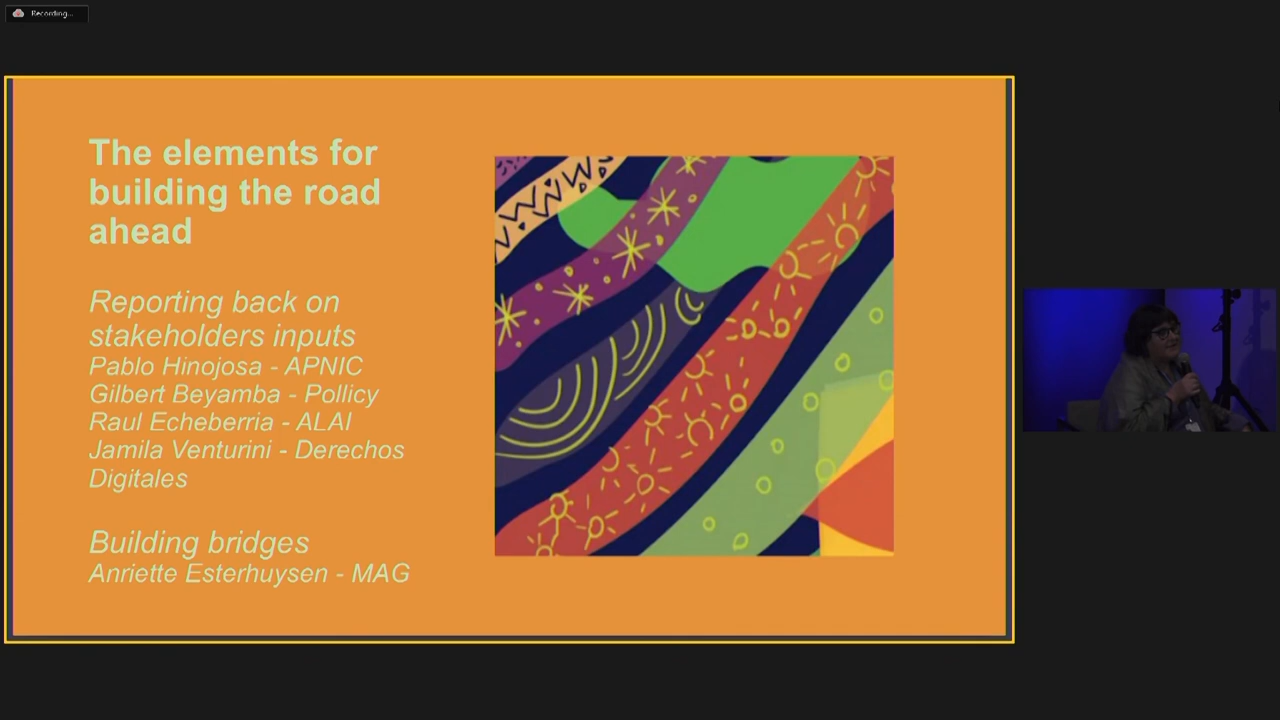 Recording...
The elements for
building the road
ahead
Reporting back on
stakeholders inputs
Pablo Hinojosa - APNIC
Gilbert Beyamba - Pollicy
Raul Echeberria - ALAI
Jamila Venturini - Derechos
Digitales
Building bridges
Anriette Esterhuysen - MAG